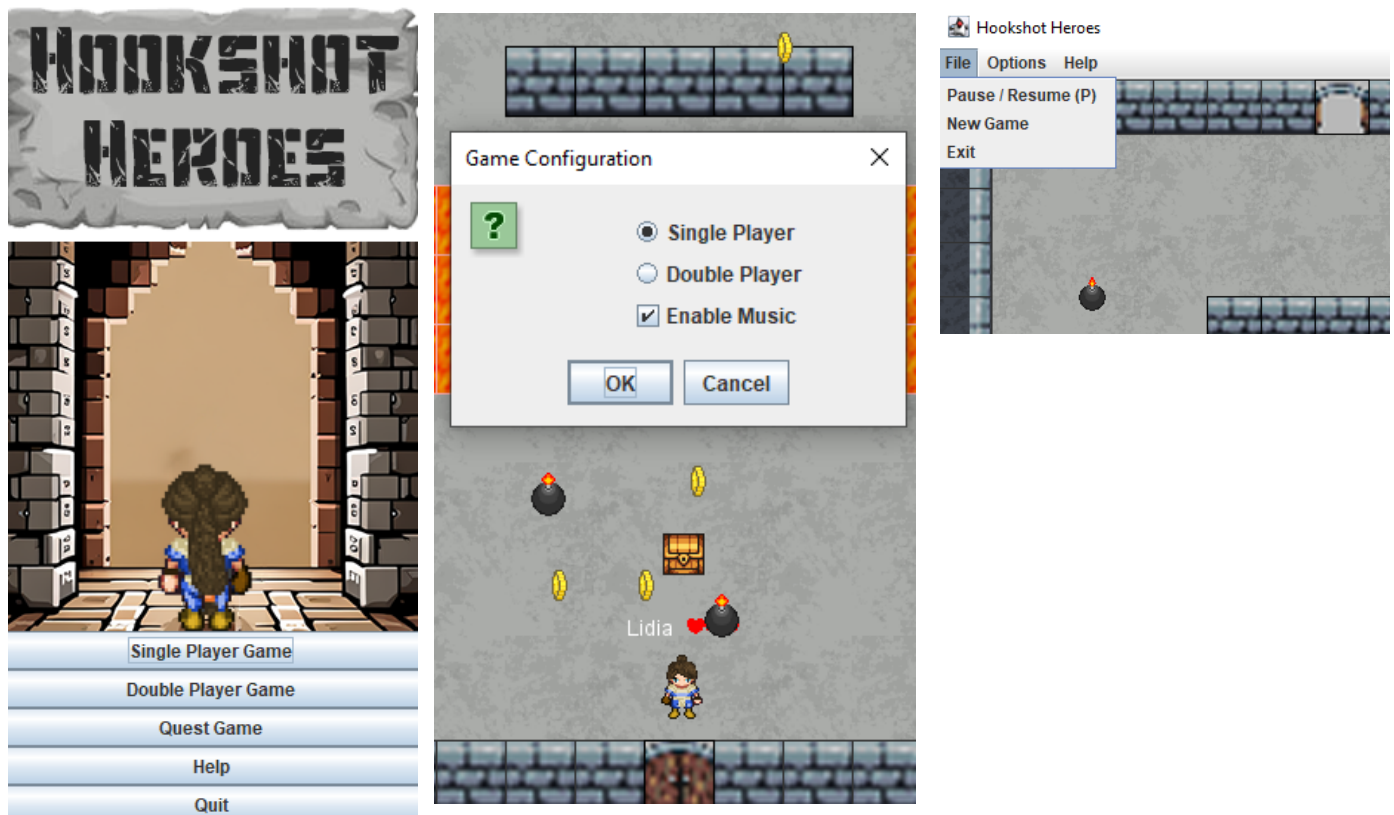 HOOKSHOT
HEROES
Single Player Game
Double Player Game
Quest Game
Help
Quit
Game Configuration
?
Single Player
Double Player
Enable Music
OK
Cancel
Lidia
Hookshot Heroes
File Options Help
Pause / Resume (P)
New Game
Exit